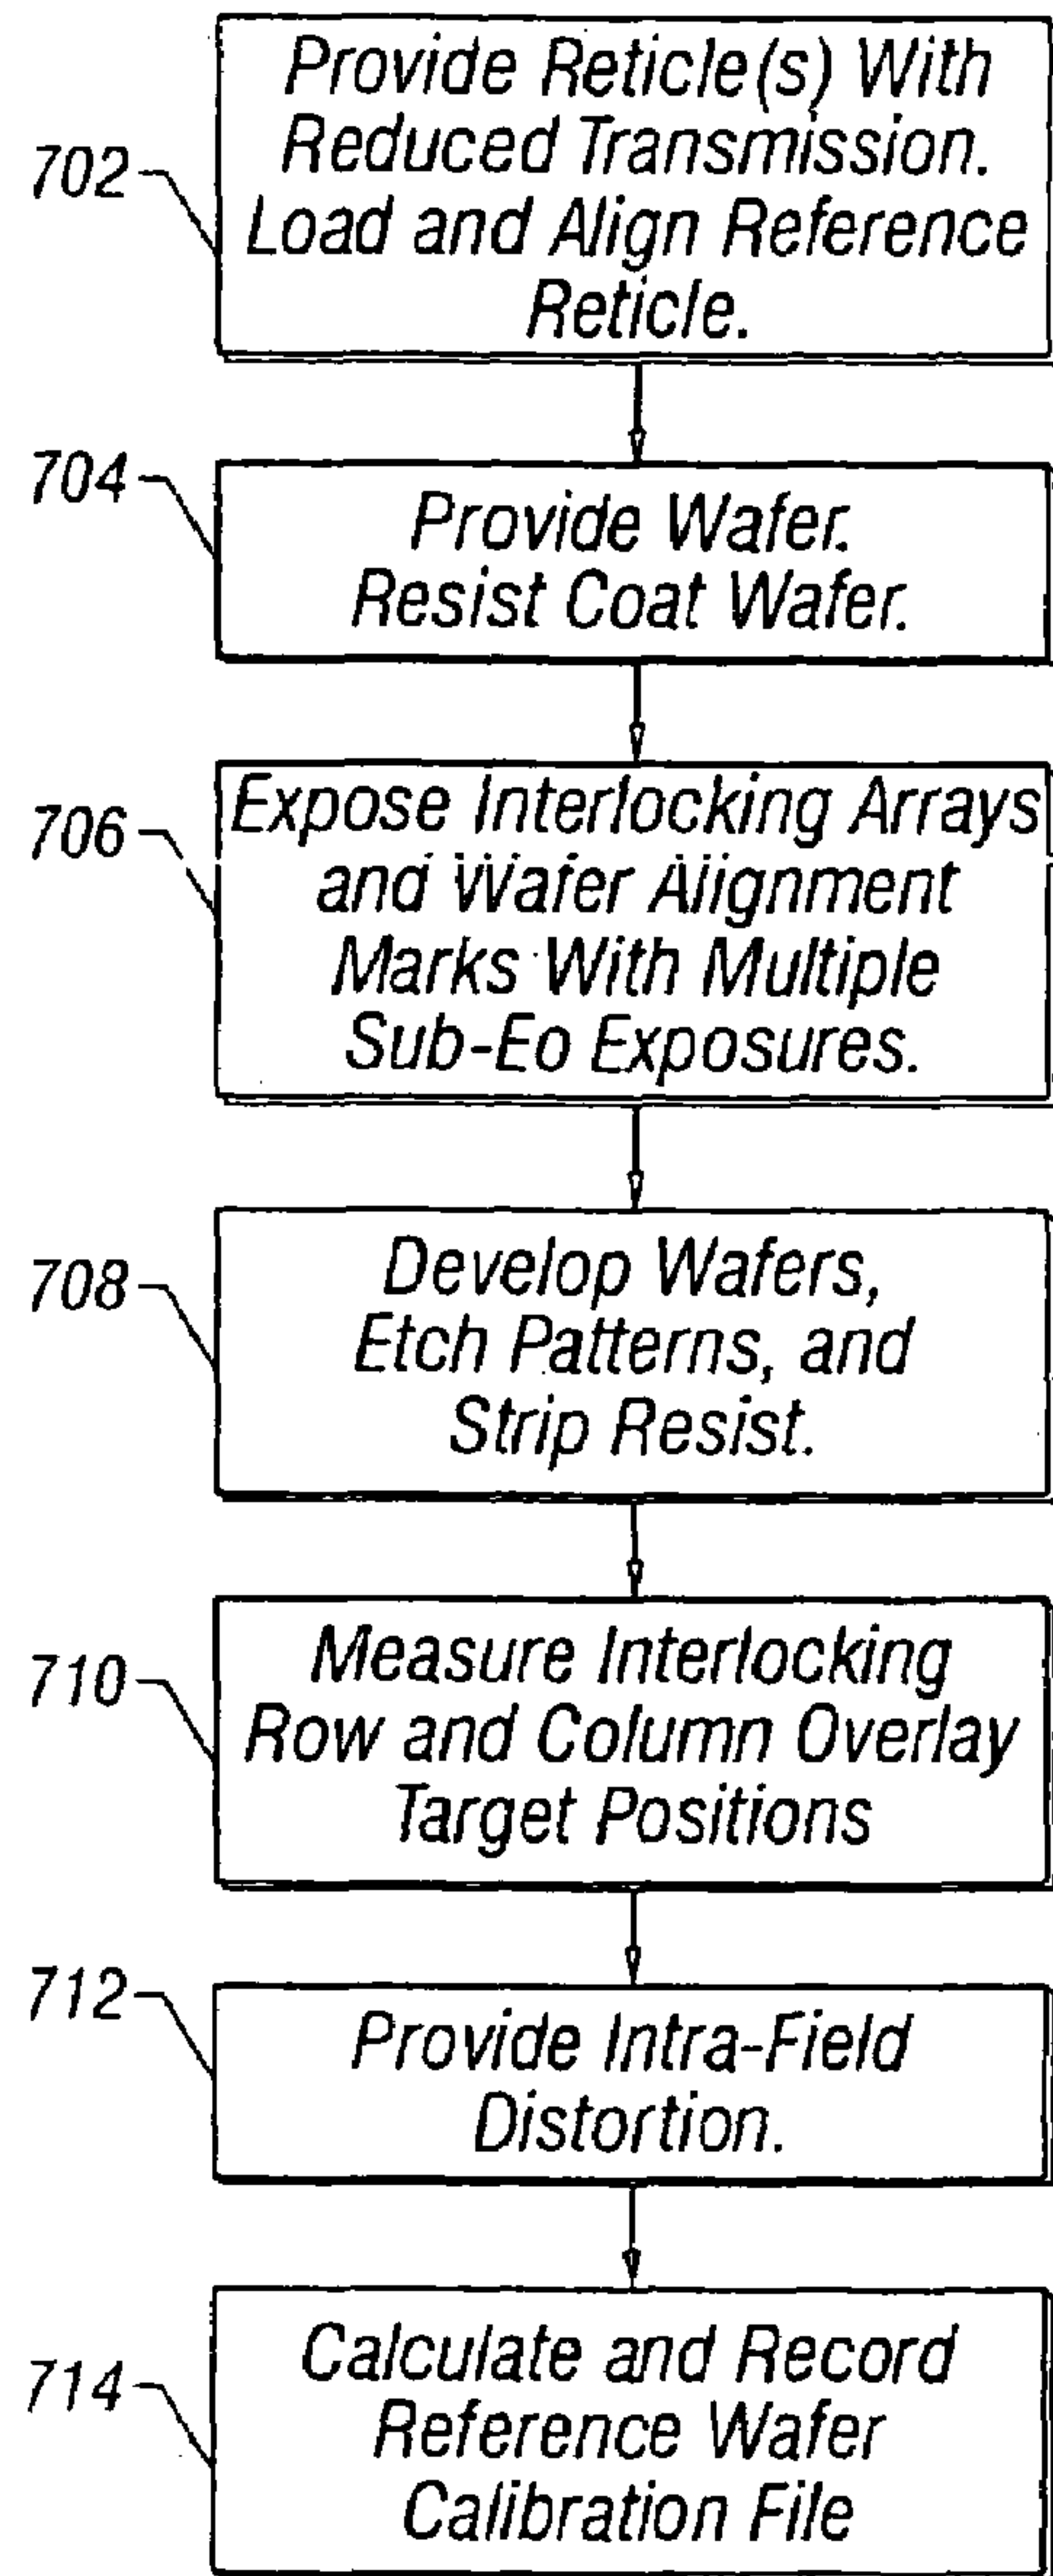 Provide Reticle(s) With
Reduced Transmission.
Load and Align Reference
Reticle.
702
704
Provide Wafer.
Resist Coat Wafer.
706
Expose Interlocking Arrays
and Wafer Alignment
Marks With Multiple
Sub-Eo Exposures.
708
Develop Wafers,
Etch Patterns, and
Strip Resist.
710
Measure Interlocking
Row and Column Overlay
Target Positions
712
Provide Intra-Field
Distortion.
714
Calculate and Record
Reference Wafer
Calibration File